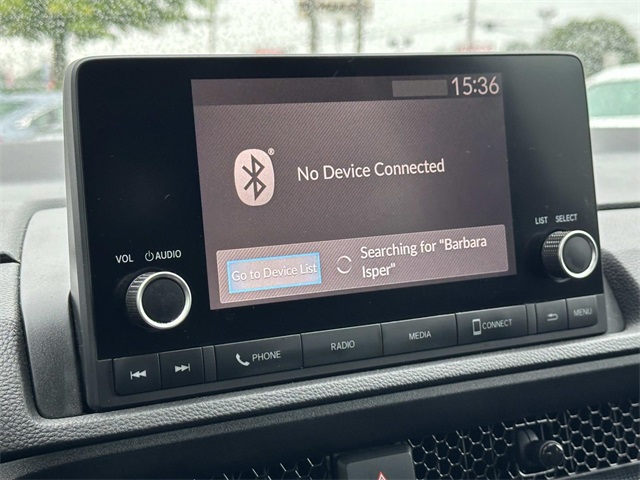 15:36
®
No Device Connected
Go to Device List
Searching for "Barbara
Isper"
VOL AUDIO
LIST SELECT
PHONE
RADIO
MEDIA
CONNECT
MENU